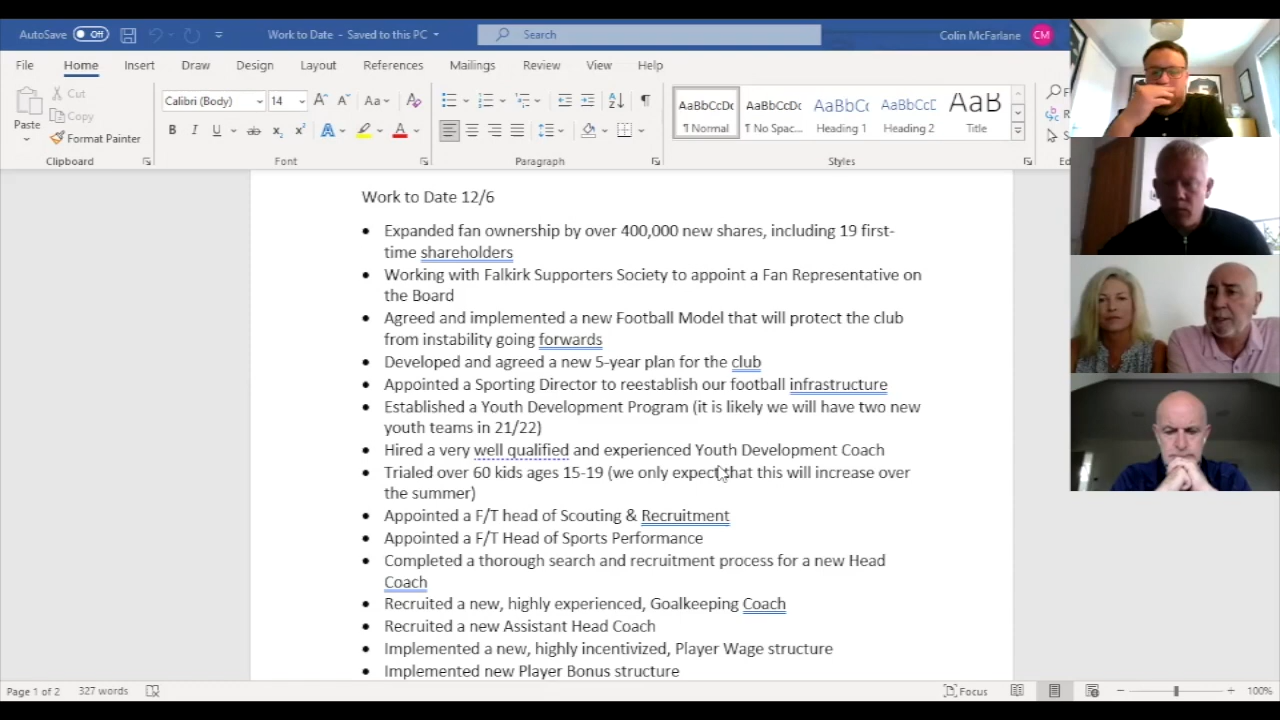 AutoSave Off Work to Date - Saved to this PC Search Colin McFarlane CM
File Home Insert Draw Design Layout References Mailings Review View Help
Paste
Cut
Copy
Format Painter
Clipboard
Calibri (Body) 14
Font
Paragraph
AaBbCcDc AaBbCcDc AaBbCc AaBbCcD AaB
¶ Normal ¶ No Spac... Heading 1 Heading 2 Title
Styles
Work to Date 12/6
• Expanded fan ownership by over 400,000 new shares, including 19 first-
time shareholders
• Working with Falkirk Supporters Society to appoint a Fan Representative on
the Board
• Agreed and implemented a new Football Model that will protect the club
from instability going forwards
• Developed and agreed a new 5-year plan for the club
• Appointed a Sporting Director to reestablish our football infrastructure
• Established a Youth Development Program (it is likely we will have two new
youth teams in 21/22)
• Hired a very well qualified and experienced Youth Development Coach
• Trialed over 60 kids ages 15-19 (we only expect that this will increase over
the summer)
• Appointed a F/T head of Scouting & Recruitment
• Appointed a F/T Head of Sports Performance
• Completed a thorough search and recruitment process for a new Head
Coach
• Recruited a new, highly experienced, Goalkeeping Coach
• Recruited a new Assistant Head Coach
• Implemented a new, highly incentivized, Player Wage structure
• Implemented new Player Bonus structure
Page 1 of 2 327 words Focus 100%